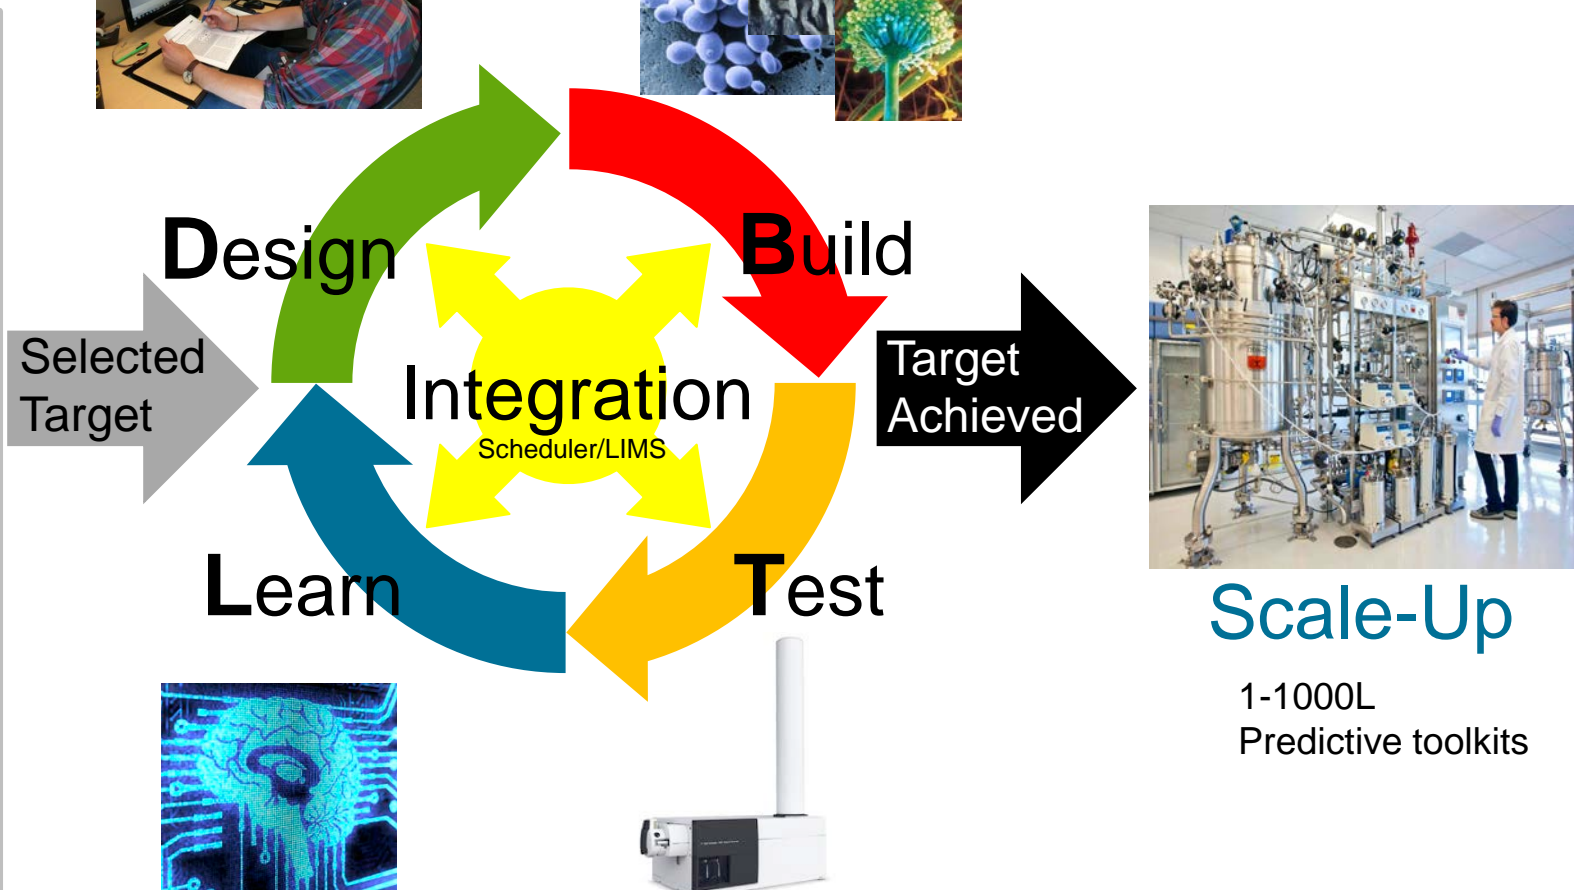 Design
Build
Selected
Target
Integration
Scheduler/LIMS
Target
Achieved
Learn
Test
Scale-Up
1-1000L
Predictive toolkits